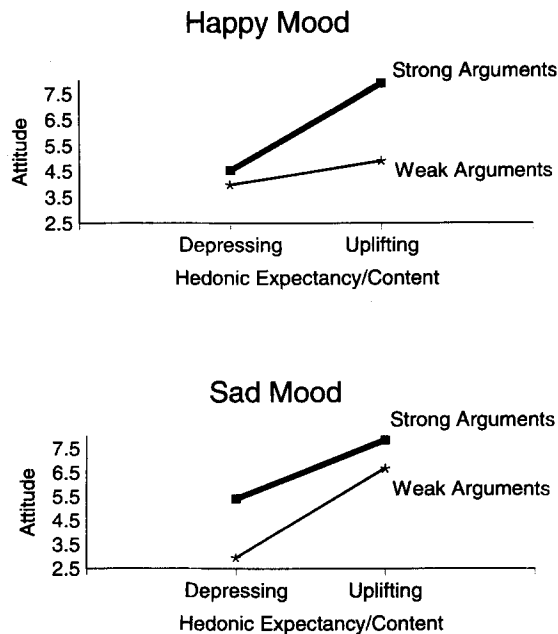 Happy Mood
Strong Arguments
7.5
6.5
5.5
4.5
3.5
2.5
Attitude
Weak Arguments
Depressing Uplifting
Hedonic Expectancy/Content
Sad Mood
Strong Arguments
7.5
6.5
5.5
4.5
3.5
2.5
Attitude
Weak Arguments
Depressing Uplifting
Hedonic Expectancy/Content